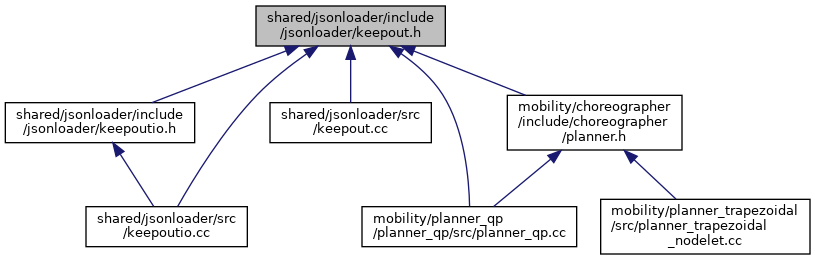 shared/jsonloader/include
/jsonloader/keepout.h
shared/jsonloader/include
/jsonloader/keepoutio.h
shared/jsonloader/src
/keepout.cc
mobility/choreographer
/include/choreographer
/planner.h
shared/jsonloader/src
/keepoutio.cc
mobility/planner_qp
/planner_qp/src/planner_qp.cc
mobility/planner_trapezoidal
/src/planner_trapezoidal
_nodelet.cc